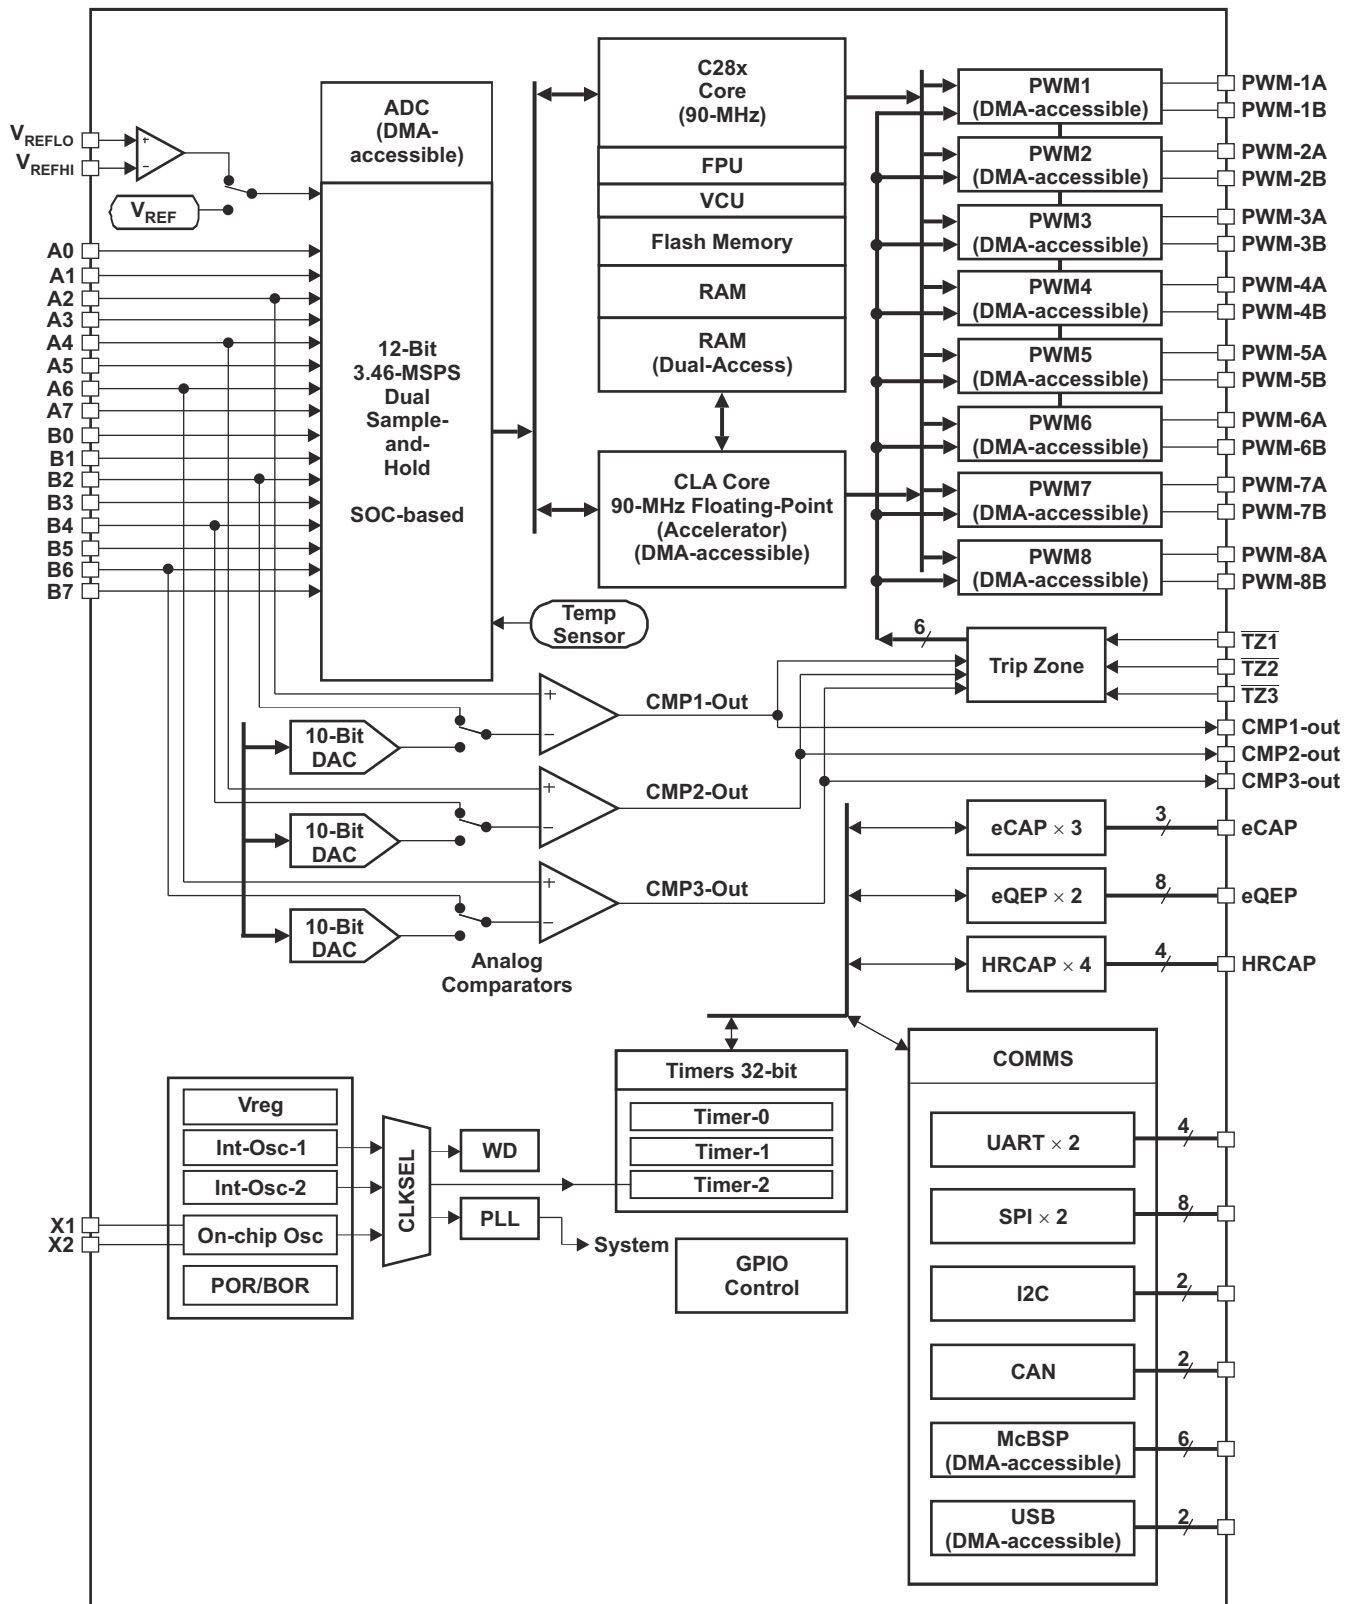 V_REFLO
V_REFHI
V_REF
A0
A1
A2
A3
A4
A5
A6
A7
B0
B1
B2
B3
B4
B5
B6
B7
ADC
(DMA-
accessible)
12-Bit
3.46-MSPS
Dual
Sample-
and-
Hold
SOC-based
Temp
Sensor
C28x
Core
(90-MHz)
FPU
VCU
Flash Memory
RAM
RAM
(Dual-Access)
CLA Core
90-MHz Floating-Point
(Accelerator)
(DMA-accessible)
PWM1
(DMA-accessible)
PWM2
(DMA-accessible)
PWM3
(DMA-accessible)
PWM4
(DMA-accessible)
PWM5
(DMA-accessible)
PWM6
(DMA-accessible)
PWM7
(DMA-accessible)
PWM8
(DMA-accessible)
PWM-1A
PWM-1B
PWM-2A
PWM-2B
PWM-3A
PWM-3B
PWM-4A
PWM-4B
PWM-5A
PWM-5B
PWM-6A
PWM-6B
PWM-7A
PWM-7B
PWM-8A
PWM-8B
6
Trip Zone
T̅Z̅1̅
T̅Z̅2̅
T̅Z̅3̅
CMP1-out
CMP2-out
CMP3-out
+
−
+
−
CMP1-Out
10-Bit
DAC
+
−
CMP2-Out
10-Bit
DAC
+
−
CMP3-Out
10-Bit
DAC
Analog
Comparators
eCAP × 3
3
eCAP
eQEP × 2
8
eQEP
HRCAP × 4
4
HRCAP
Timers 32-bit
Timer-0
Timer-1
Timer-2
Vreg
Int-Osc-1
Int-Osc-2
On-chip Osc
POR/BOR
X1
X2
CLKSEL
WD
PLL
System
GPIO
Control
COMMS
UART × 2
4
SPI × 2
8
I2C
2
CAN
2
McBSP
(DMA-accessible)
6
USB
(DMA-accessible)
2